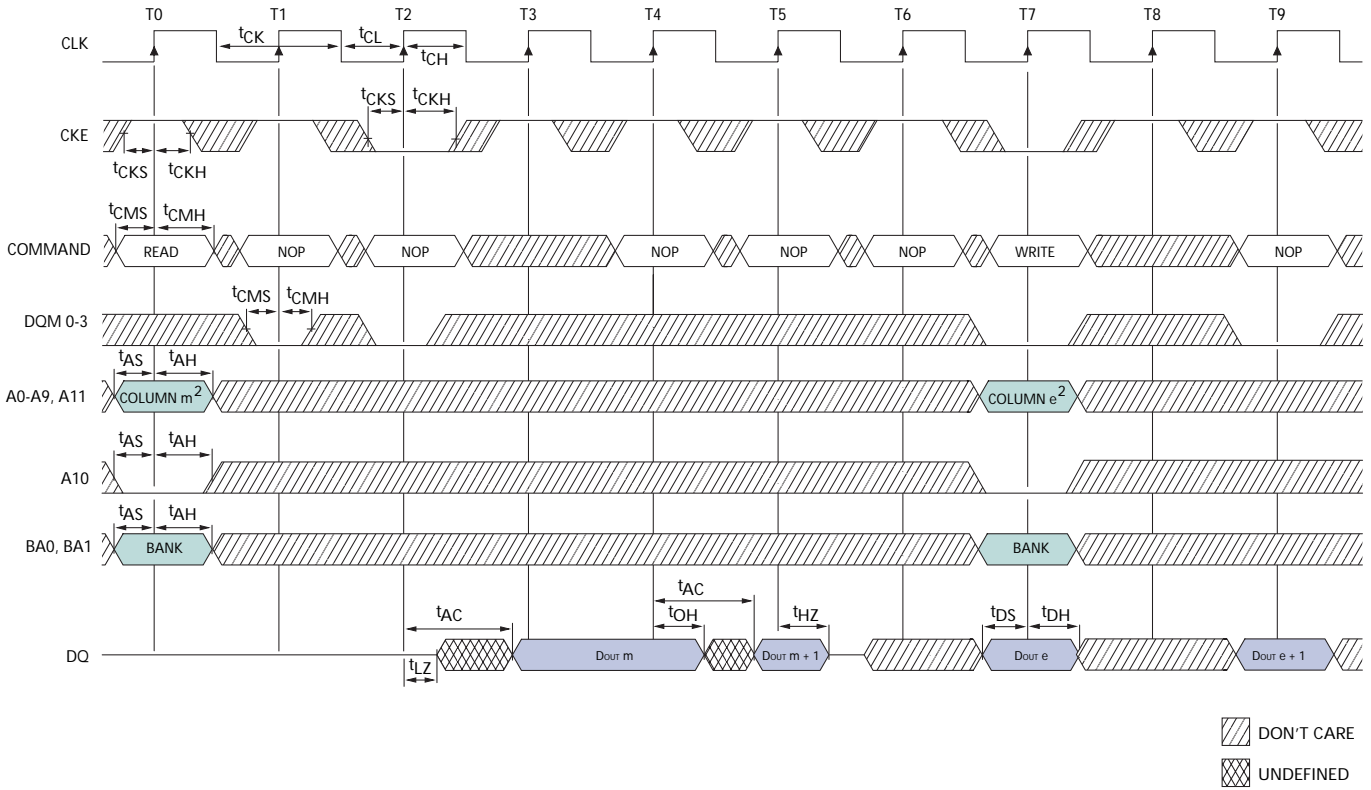 T0 T1 T2 T3 T4 T5 T6 T7 T8 T9
CLK tCK tCL
tCH
tCKS tCKH
CKE
tCKS tCKH
tCMS tCMH
COMMAND READ NOP NOP NOP NOP NOP WRITE NOP
tCMS tCMH
DQM 0-3
tAS tAH
A0-A9, A11 COLUMN m2 COLUMN e2
tAS tAH
A10
tAS tAH
BA0, BA1 BANK BANK
tAC tAC
tOH tHZ tDS tDH
DQ DOUT m DOUT m + 1 DOUT e DOUT e + 1
tLZ
DON'T CARE
UNDEFINED